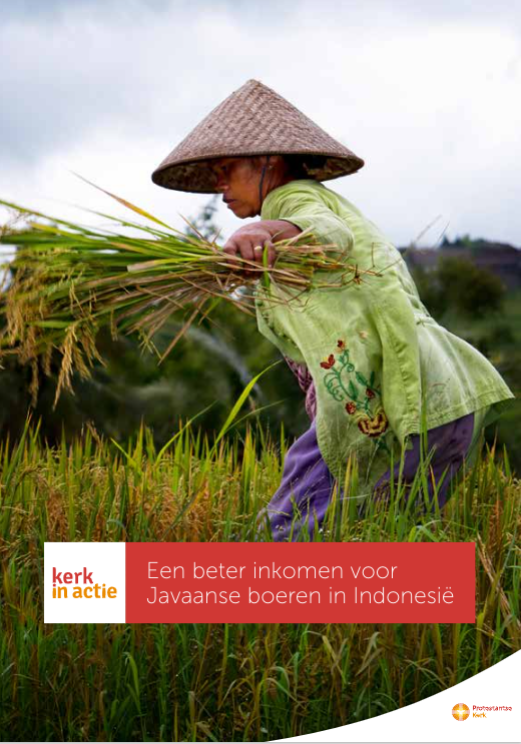 kerk
in actie
Een beter inkomen voor
Javaanse boeren in Indonesië
Protestantse
Kerk